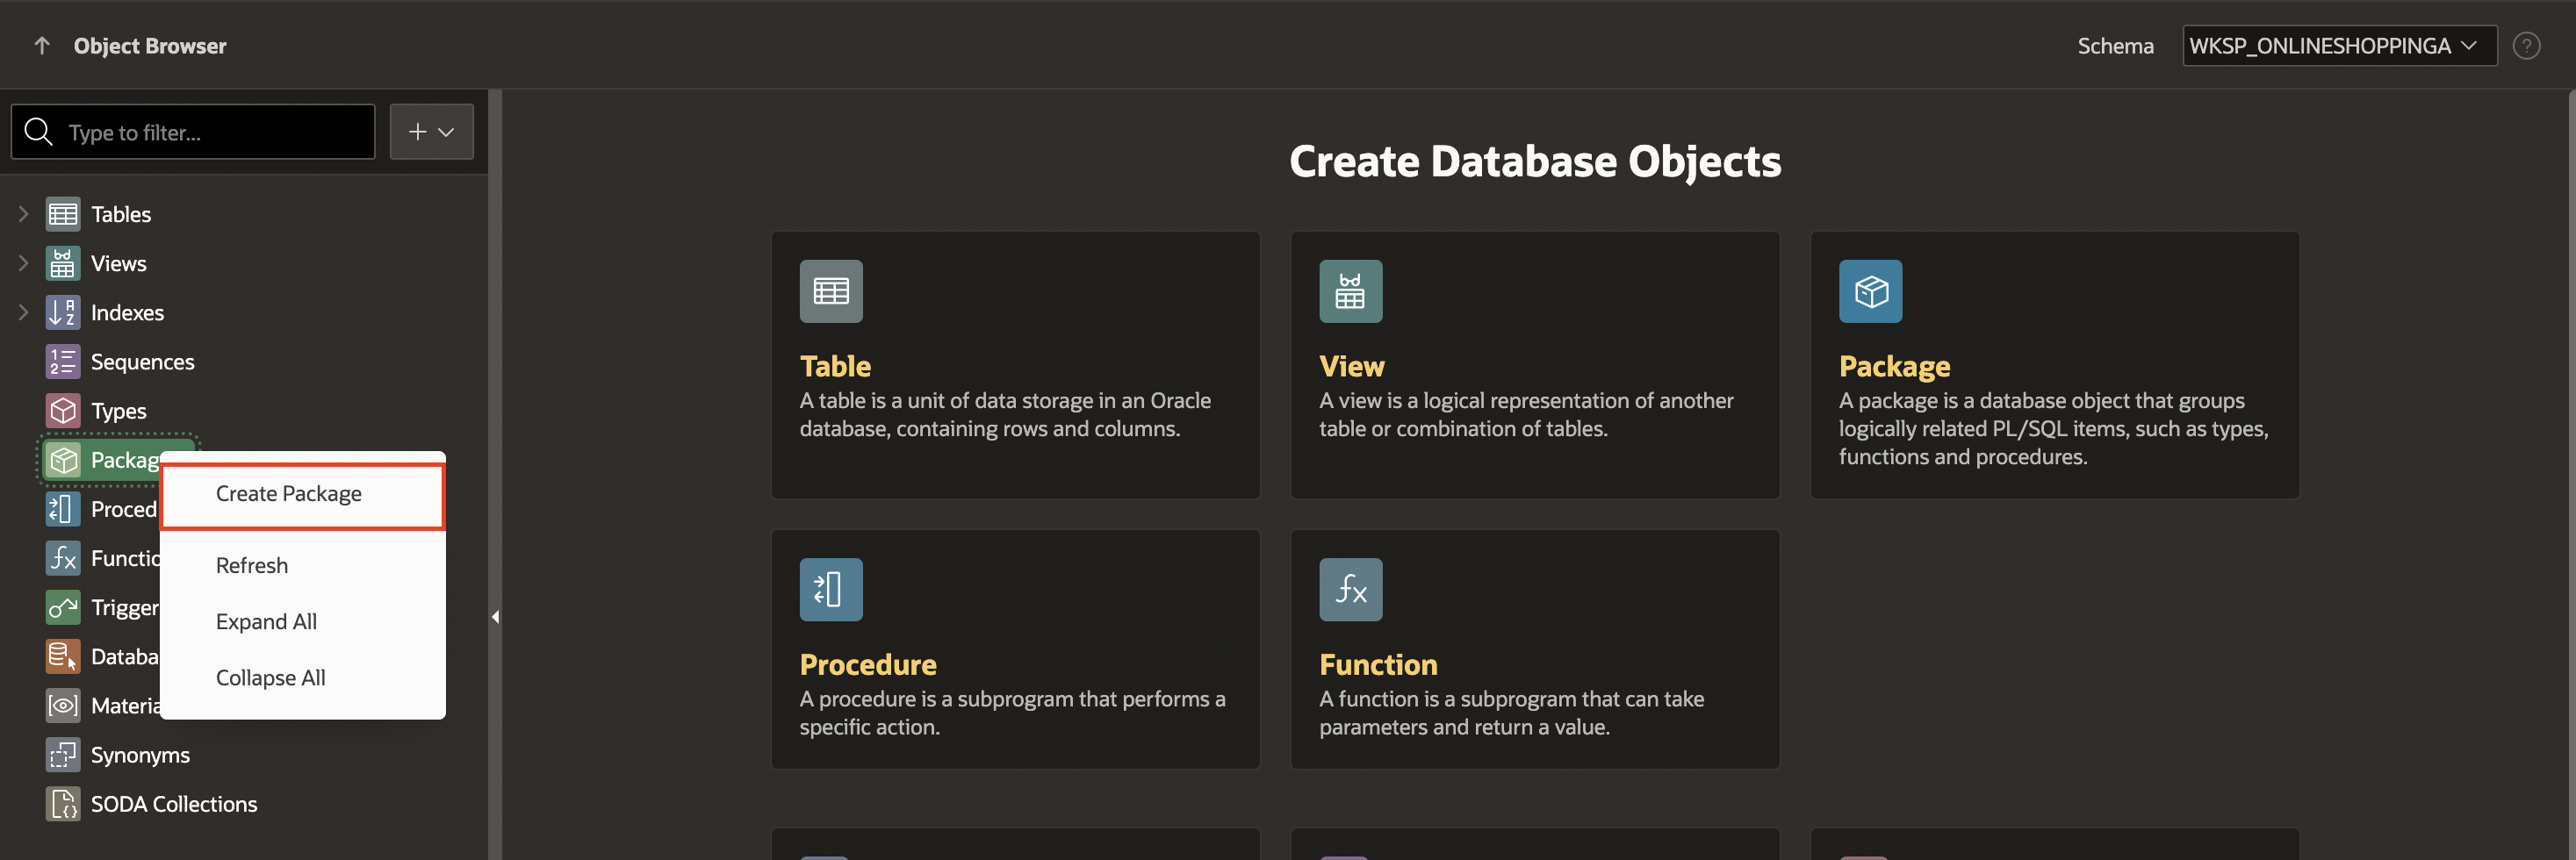 Object Browser
Schema
WKSP_ONLINESHOPPINGA
Type to filter...
Tables
Views
Indexes
Sequences
Types
Packag
Proced
Functio
Trigger
Databa
Materia
Synonyms
SODA Collections
Create Package
Refresh
Expand All
Collapse All
Create Database Objects
Table
A table is a unit of data storage in an Oracle
database, containing rows and columns.
View
A view is a logical representation of another
table or combination of tables.
Package
A package is a database object that groups
logically related PL/SQL items, such as types,
functions and procedures.
Procedure
A procedure is a subprogram that performs a
specific action.
Function
A function is a subprogram that can take
parameters and return a value.